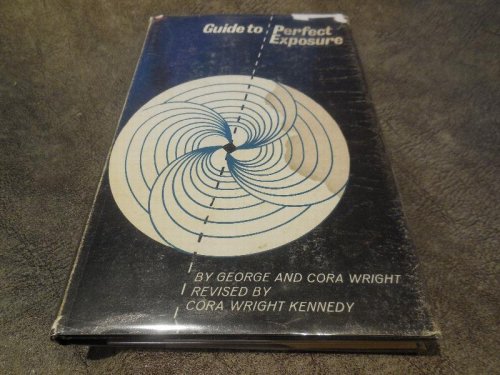 Guide to Perfect
Exposure
BY GEORGE AND CORA WRIGHT
REVISED BY
CORA WRIGHT KENNEDY